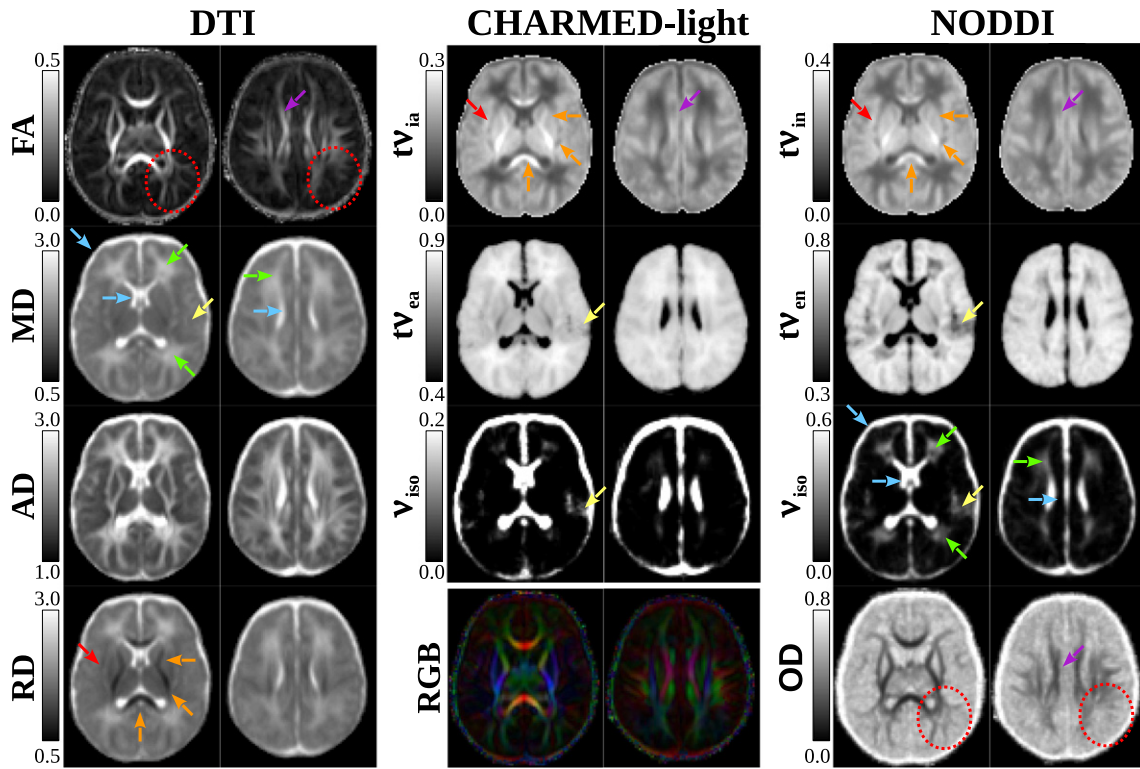 DTI CHARMED-light NODDI
FA 0.5 0.0
tν_ia 0.3 0.0
tν_in 0.4 0.0
MD 3.0 0.5
tν_ea 0.9 0.4
tν_en 0.8 0.3
AD 3.0 1.0
ν_iso 0.2 0.0
ν_iso 0.6 0.0
RD 3.0 0.5
RGB
OD 0.8 0.0